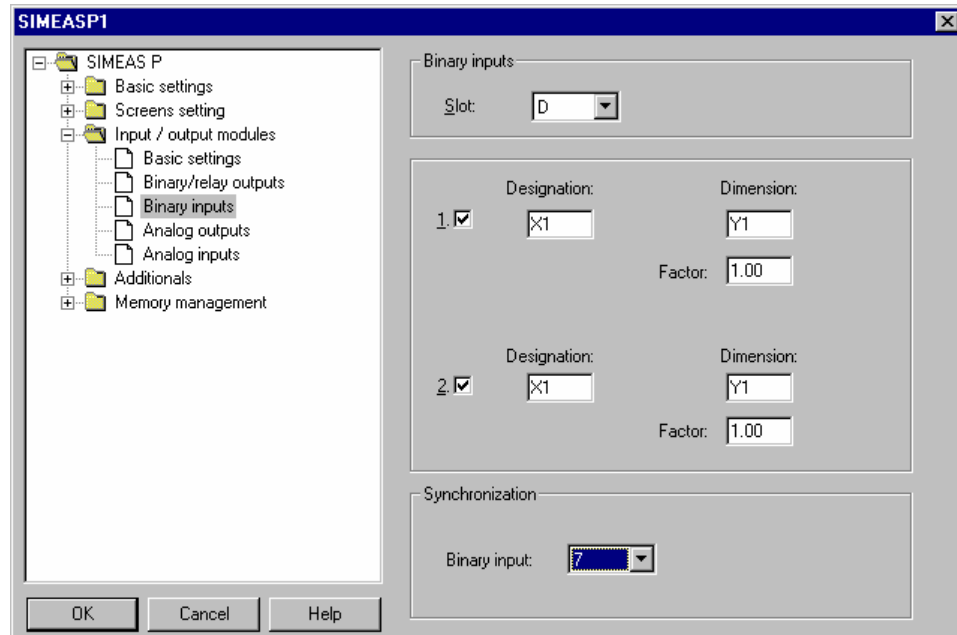 SIMEASP1
SIMEAS P
Basic settings
Screens setting
Input / output modules
Basic settings
Binary/relay outputs
Binary inputs
Analog outputs
Analog inputs
Additionals
Memory management
OK
Cancel
Help
Binary inputs
Slot: D
Designation: Dimension:
1. X1 Y1
Factor: 1.00
Designation: Dimension:
2. X1 Y1
Factor: 1.00
Synchronization
Binary input: 7